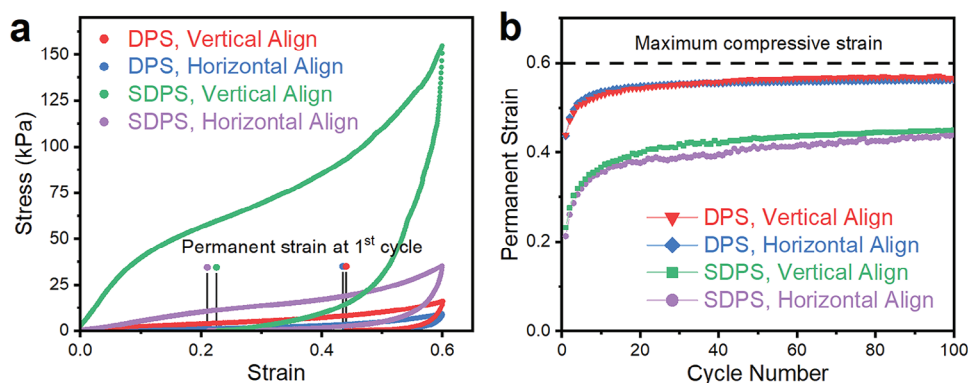 a
DPS, Vertical Align
DPS, Horizontal Align
SDPS, Vertical Align
SDPS, Horizontal Align
Permanent strain at 1st cycle
Stress (kPa)
150
125
100
75
50
25
0
0.0 0.2 0.4 0.6
Strain
b
Maximum compressive strain
DPS, Vertical Align
DPS, Horizontal Align
SDPS, Vertical Align
SDPS, Horizontal Align
Permanent Strain
0.6
0.4
0.2
0.0
0 20 40 60 80 100
Cycle Number